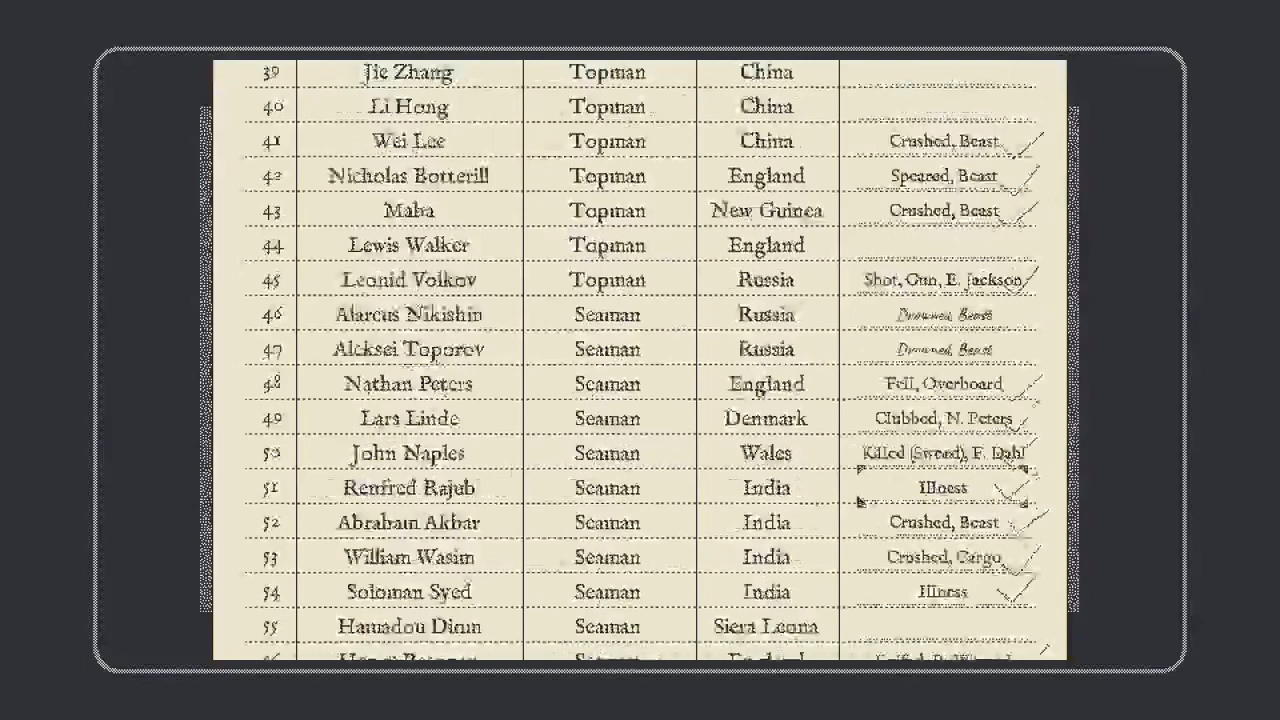 39 Jie Zhang Topman China
40 Li Hong Topman China
41 Wei Lee Topman China Crushed, Beast
42 Nicholas Botterill Topman England Speared, Beast
43 Maba Topman New Guinea Crushed, Beast
44 Lewis Walker Topman England
45 Leonid Volkov Topman Russia Shot, Gun, E. Jackson
46 Alarcus Nikishin Seaman Russia Drowned, Beast
47 Aleksei Toporov Seaman Russia Drowned, Beast
48 Nathan Peters Seaman England Fell, Overboard
49 Lars Linde Seaman Denmark Clubbed, N. Peters
50 John Naples Seaman Wales Killed (Sword), F. Dahl
51 Renfred Rajub Seaman India Illness
52 Abraham Akbar Seaman India Crushed, Beast
53 William Wasim Seaman India Crushed, Cargo
54 Soloman Syed Seaman India Illness
55 Hamadou Diom Seaman Siera Leona